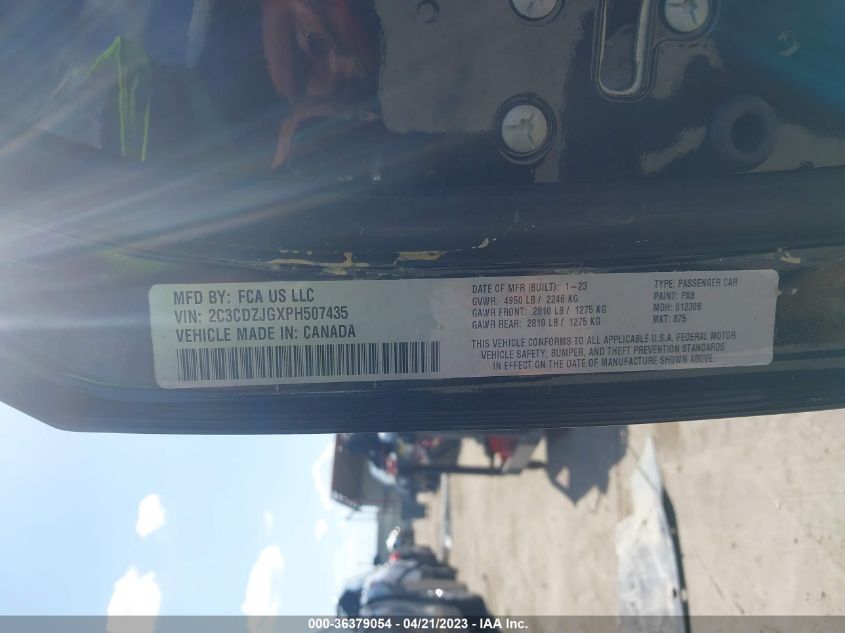 MFD BY: FCA US LLC
VIN: 2C3CDZJGXPH507435
VEHICLE MADE IN: CANADA
DATE OF MFR (BUILT): 1-23
GVWR: 4950 LB / 2246 KG
GAWR FRONT: 2810 LB / 1275 KG
GAWR REAR: 2810 LB / 1275 KG
TYPE: PASSENGER CAR
PAINT: PX8
MDH: 012308
MKT: 875
THIS VEHICLE CONFORMS TO ALL APPLICABLE U.S.A. FEDERAL MOTOR
VEHICLE SAFETY, BUMPER, AND THEFT PREVENTION STANDARDS
IN EFFECT ON THE DATE OF MANUFACTURE SHOWN ABOVE.
000-36379054 - 04/21/2023 - IAA Inc.